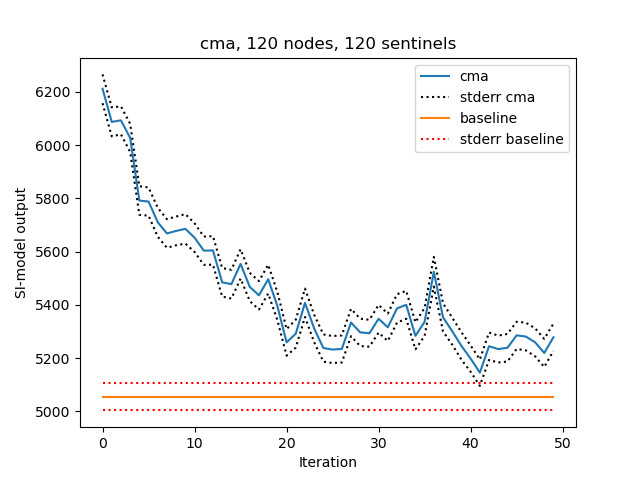 cma, 120 nodes, 120 sentinels
cma
stderr cma
baseline
stderr baseline
SI-model output
6200
6000
5800
5600
5400
5200
5000
0 10 20 30 40 50
Iteration